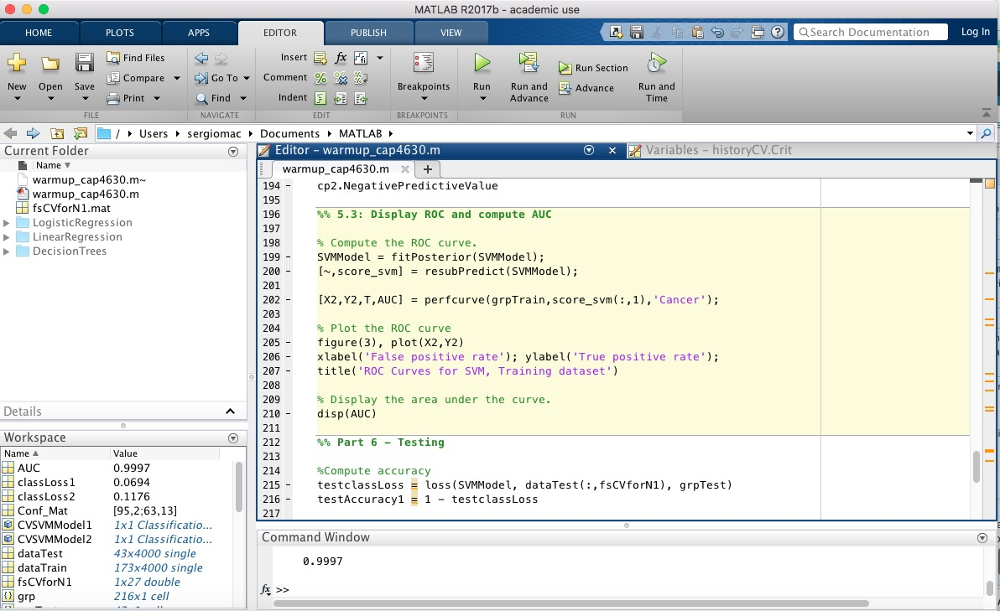 MATLAB R2017b - academic use
HOME PLOTS APPS EDITOR PUBLISH VIEW Search Documentation Log In
New Open Save Find Files Compare Print
Go To Find
Insert fx Comment Indent
Breakpoints
Run Run and Advance Run Section Advance Run and Time
FILE NAVIGATE EDIT BREAKPOINTS RUN
/ Users sergiomac Documents MATLAB
Current Folder
Name
warmup_cap4630.m~
warmup_cap4630.m
fsCVforN1.mat
LogisticRegression
LinearRegression
DecisionTrees
Details
Workspace
Name Value
AUC 0.9997
classLoss1 0.0694
classLoss2 0.1176
Conf_Mat [95,2;63,13]
CVSVMModel1 1x1 Classificatio...
CVSVMModel2 1x1 Classificatio...
dataTest 43x4000 single
dataTrain 173x4000 single
fsCVforN1 1x27 double
grp 216x1 cell
Editor - warmup_cap4630.m
Variables - historyCV.Crit
warmup_cap4630.m
194 - cp2.NegativePredictiveValue
195
196 %% 5.3: Display ROC and compute AUC
197
198 % Compute the ROC curve.
199 - SVMModel = fitPosterior(SVMModel);
200 - [~,score_svm] = resubPredict(SVMModel);
201
202 - [X2,Y2,T,AUC] = perfcurve(grpTrain,score_svm(:,1),'Cancer');
203
204 % Plot the ROC curve
205 - figure(3), plot(X2,Y2)
206 - xlabel('False positive rate'); ylabel('True positive rate');
207 - title('ROC Curves for SVM, Training dataset')
208
209 % Display the area under the curve.
210 - disp(AUC)
211
212 %% Part 6 - Testing
213
214 %Compute accuracy
215 - testclassLoss = loss(SVMModel, dataTest(:,fsCVforN1), grpTest)
216 - testAccuracy1 = 1 - testclassLoss
217
Command Window
0.9997
fx >>